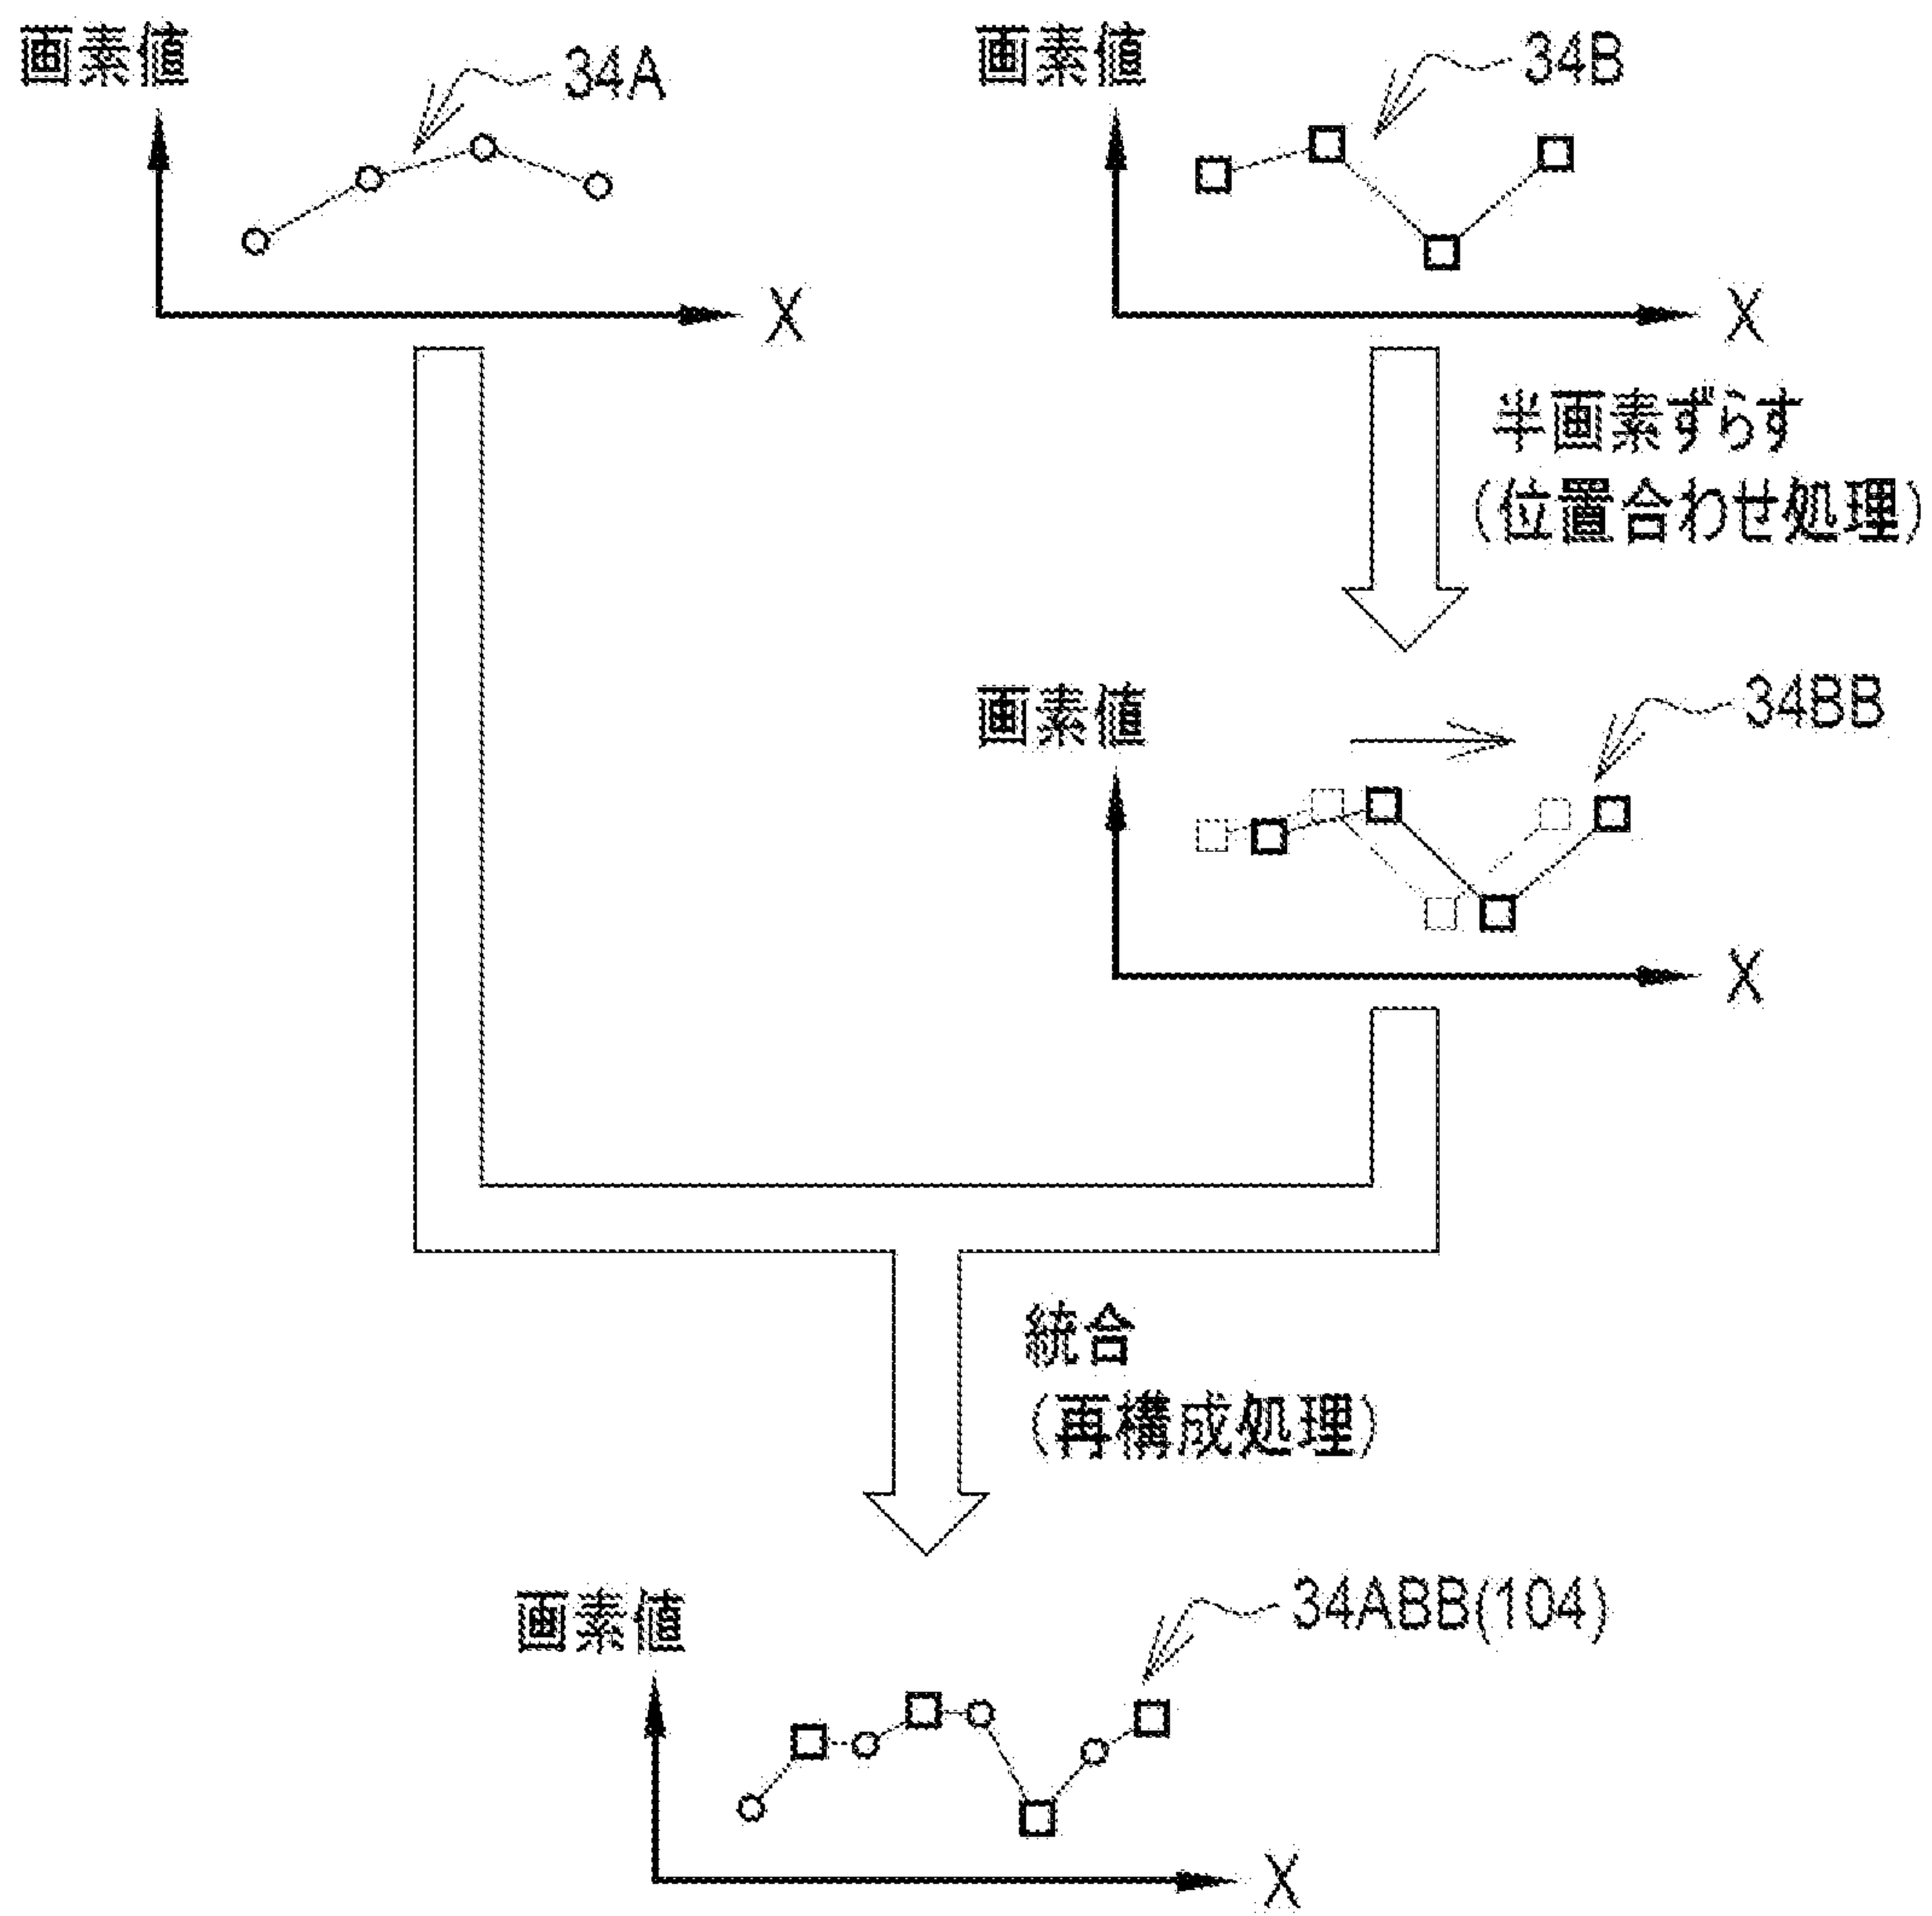 画素値
34A
X
画素値
34B
X
半画素ずらす
(位置合わせ処理)
画素値
34BB
X
統合
(再構成処理)
画素値
34ABB(104)
X